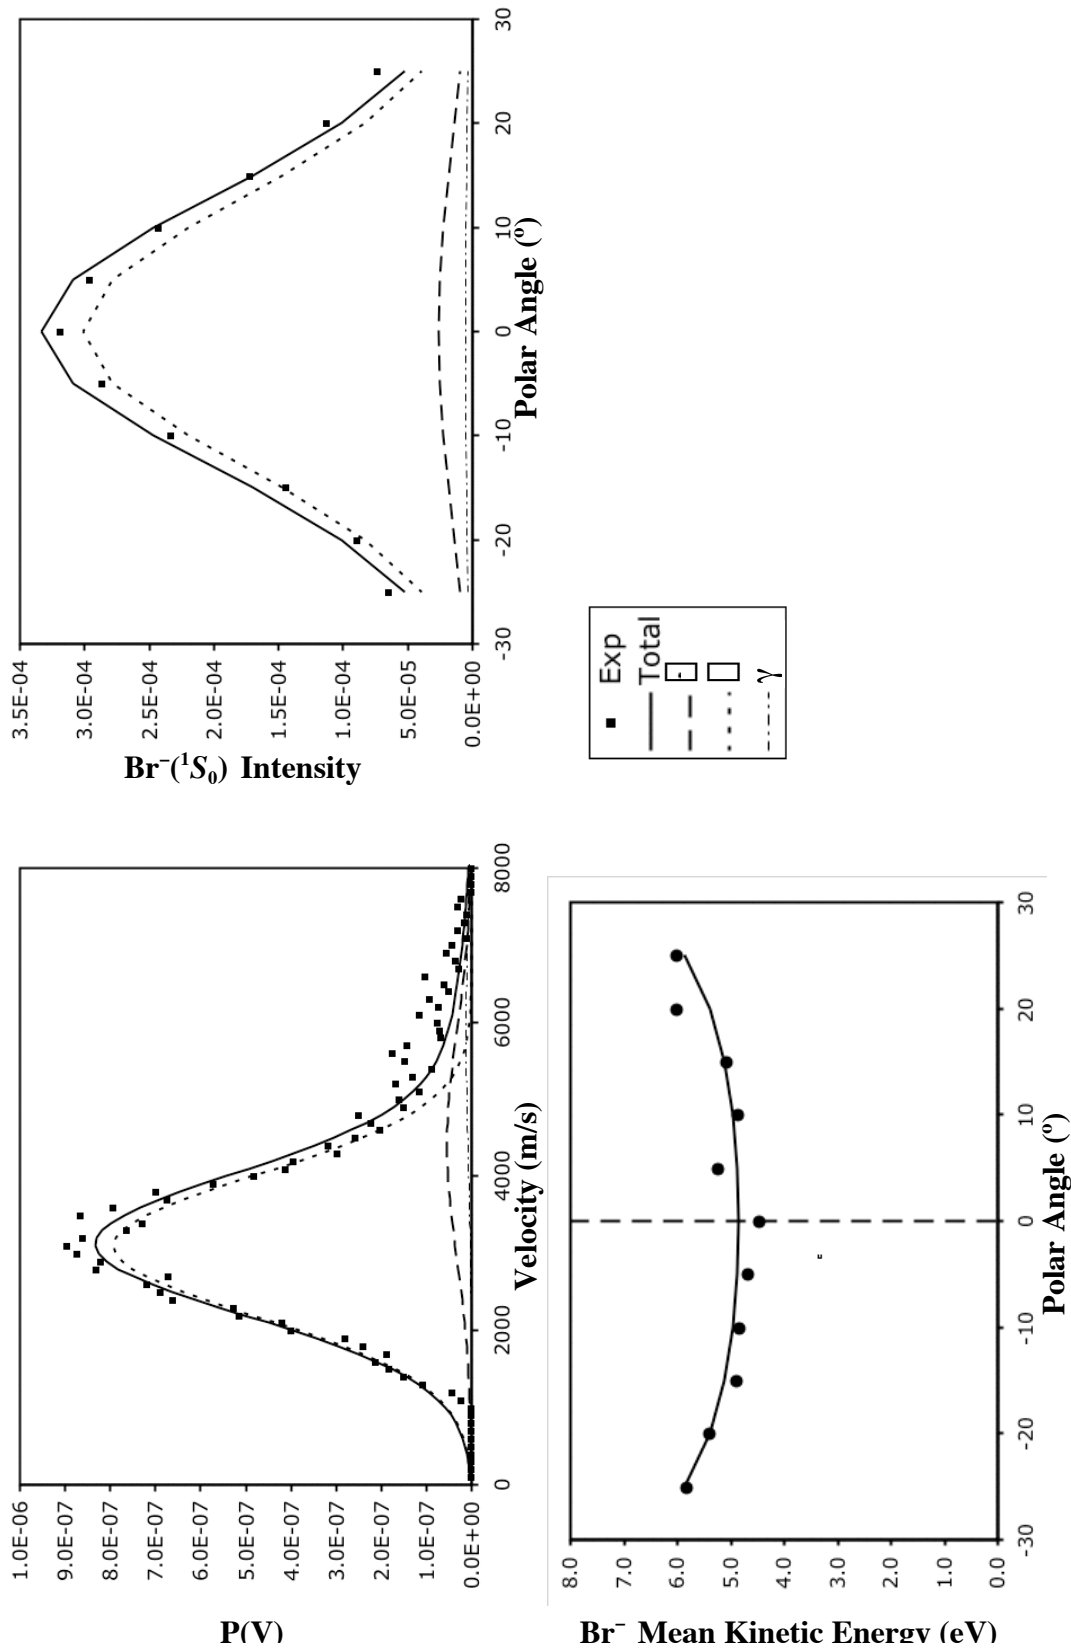 1.0E-06
9.0E-07
8.0E-07
7.0E-07
6.0E-07
5.0E-07
4.0E-07
3.0E-07
2.0E-07
1.0E-07
0.0E+00
P(V)
0 2000 4000 6000 8000
Velocity (m/s)
3.5E-04
3.0E-04
2.5E-04
2.0E-04
1.5E-04
1.0E-04
5.0E-05
0.0E+00
Br⁻(¹S₀) Intensity
-30 -20 -10 0 10 20 30
Polar Angle (º)
8.0
7.0
6.0
5.0
4.0
3.0
2.0
1.0
0.0
Br⁻ Mean Kinetic Energy (eV)
-30 -20 -10 0 10 20 30
Polar Angle (º)
Exp
Total
γ